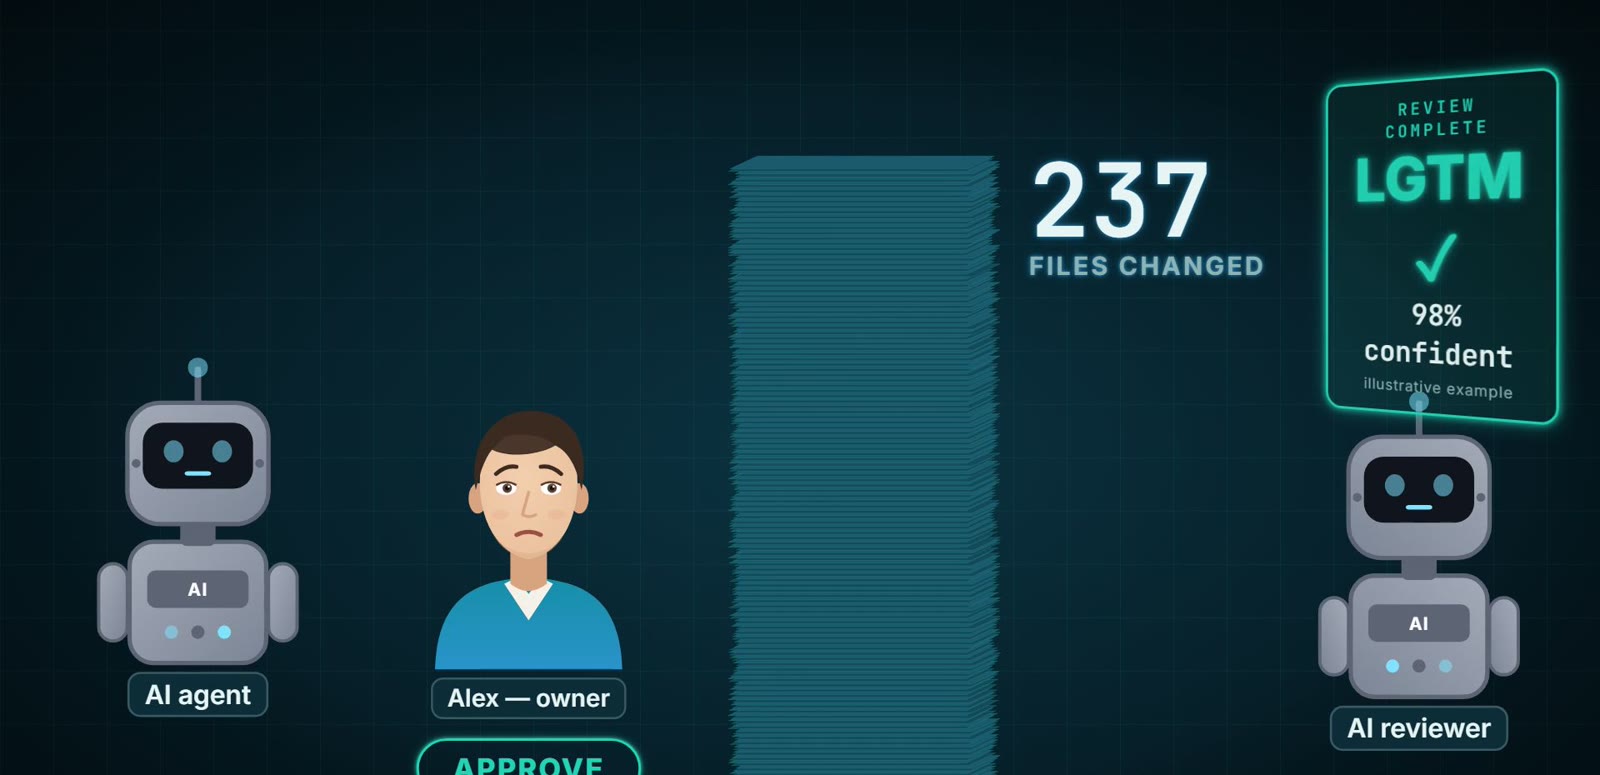 REVIEW
COMPLETE
LGTM
✓
98%
confident
illustrative example
237
FILES CHANGED
AI
AI agent
Alex — owner
APPROVE
AI
AI reviewer